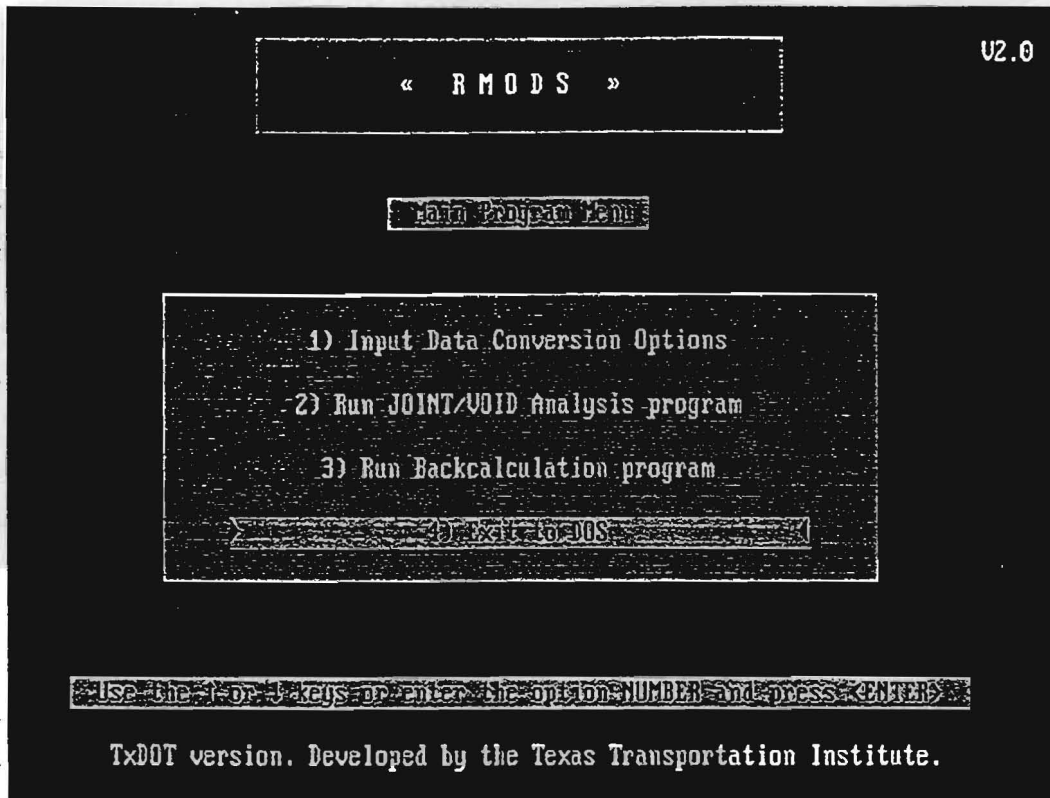 V2.0
« R M O D S »
Main Program Menu
1) Input Data Conversion Options
2) Run JOINT/VOID Analysis program
3) Run Backcalculation program
4) Exit to DOS
Use the ↑ or ↓ keys or enter the option NUMBER and press <ENTER>
TxDOT version. Developed by the Texas Transportation Institute.